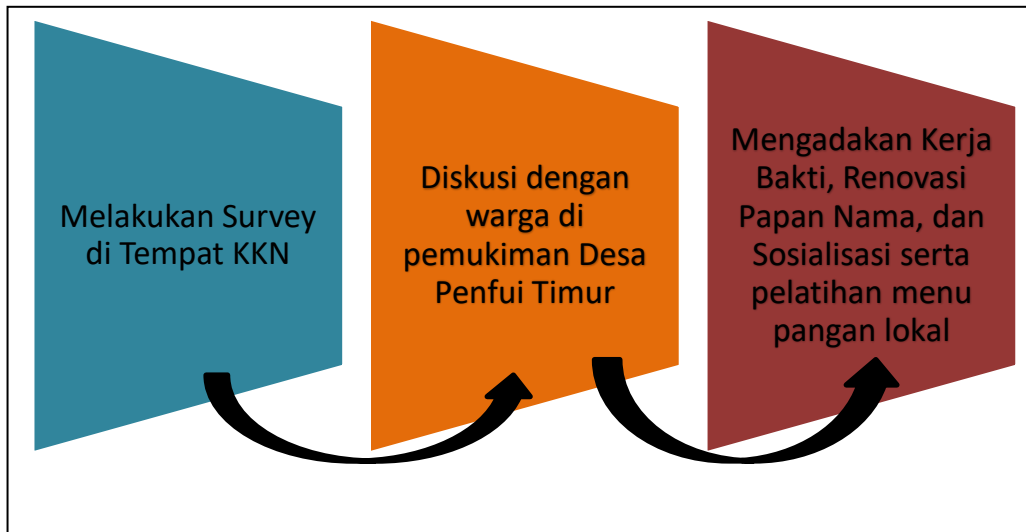 Melakukan Survey
di Tempat KKN
Diskusi dengan
warga di
pemukiman Desa
Penfui Timur
Mengadakan Kerja
Bakti, Renovasi
Papan Nama, dan
Sosialisasi serta
pelatihan menu
pangan lokal